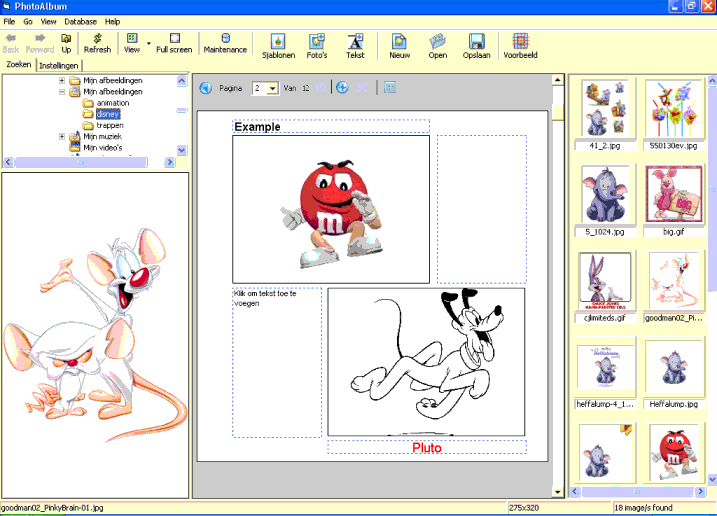 PhotoAlbum
File Go View Database Help
Back Forward Up Refresh View Full screen Maintenance Sjablonen Foto's Tekst Nieuw Open Opslaan Voorbeeld
Zoeken Instellingen
Mijn afbeeldingen
Mijn afbeeldingen
animation
disney
trappen
Mijn muziek
Mijn video's
Pagina 2 Van 12
Example
m
Klik om tekst toe te
voegen
Pluto
41_2.jpg 550130ev.jpg
BIG
5_1024.jpg big.gif
cjlimiteds.gif goodman02_Pi...
Heffalump
heffalump-4_1... Heffalump.jpg
goodman02_PinkyBrain-01.jpg 275x320 18 image/s found